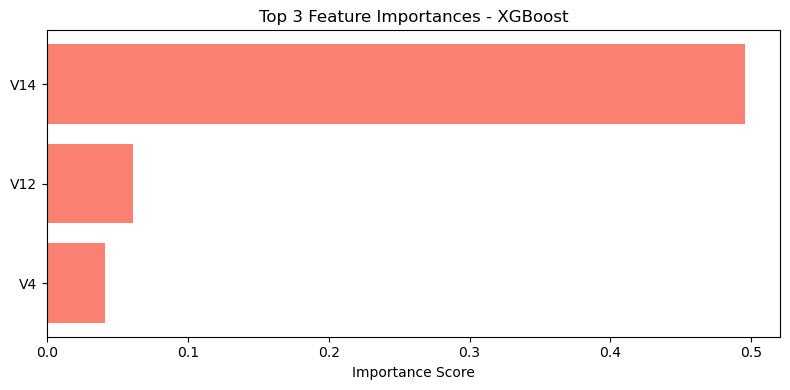 Top 3 Feature Importances - XGBoost
V14
V12
V4
0.0 0.1 0.2 0.3 0.4 0.5
Importance Score